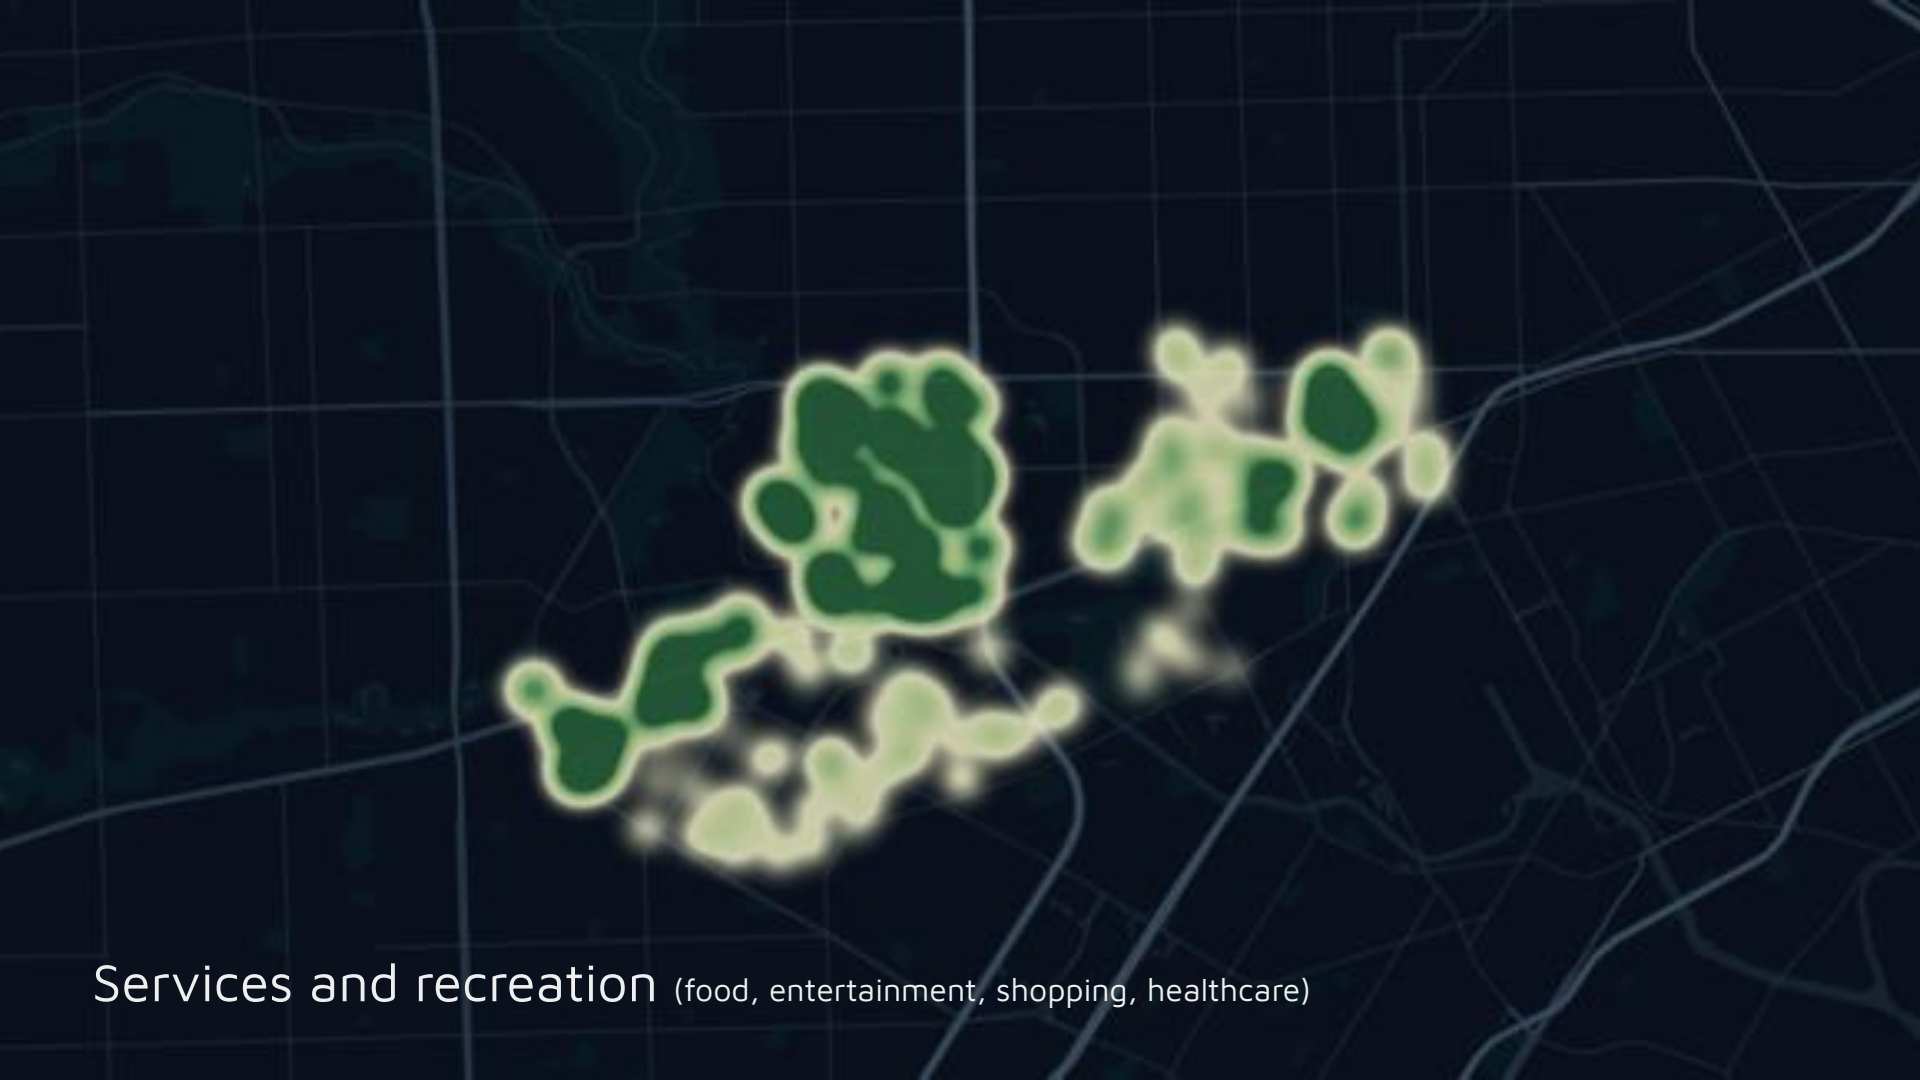 Services and recreation (food, entertainment, shopping, healthcare)